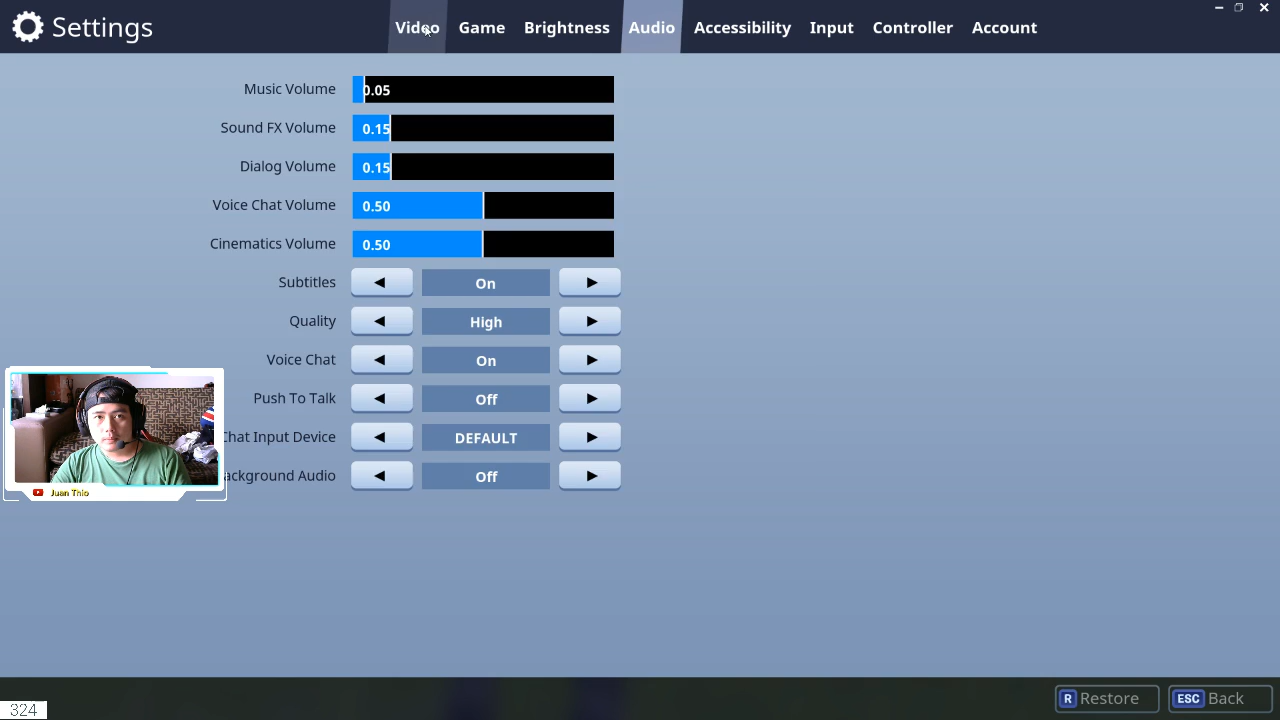 Settings
Video Game Brightness Audio Accessibility Input Controller Account
Music Volume 0.05
Sound FX Volume 0.15
Dialog Volume 0.15
Voice Chat Volume 0.50
Cinematics Volume 0.50
Subtitles On
Quality High
Voice Chat On
Push To Talk Off
Chat Input Device DEFAULT
ackground Audio Off
Juan Thio
324
R Restore ESC Back